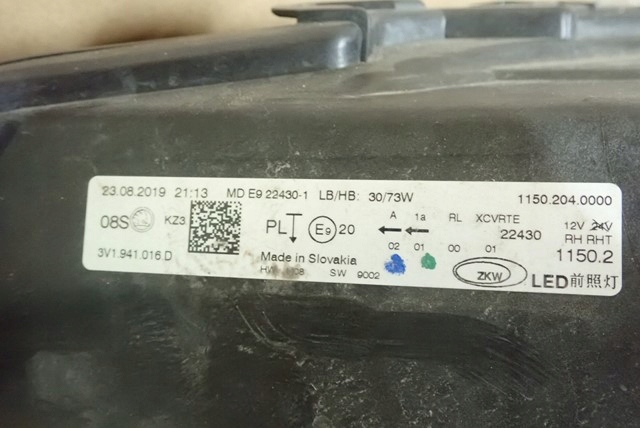 23.08.2019 21:13 MD E9 22430-1 LB/HB: 30/73W 1150.204.0000
08S KZ3 PL E9 20 A 1a RL XCVRTE 12V 24V
02 01 00 01 22430 RH RHT
3V1.941.016.D Made in Slovakia 1150.2
SW 9002 ZKW LED前照灯